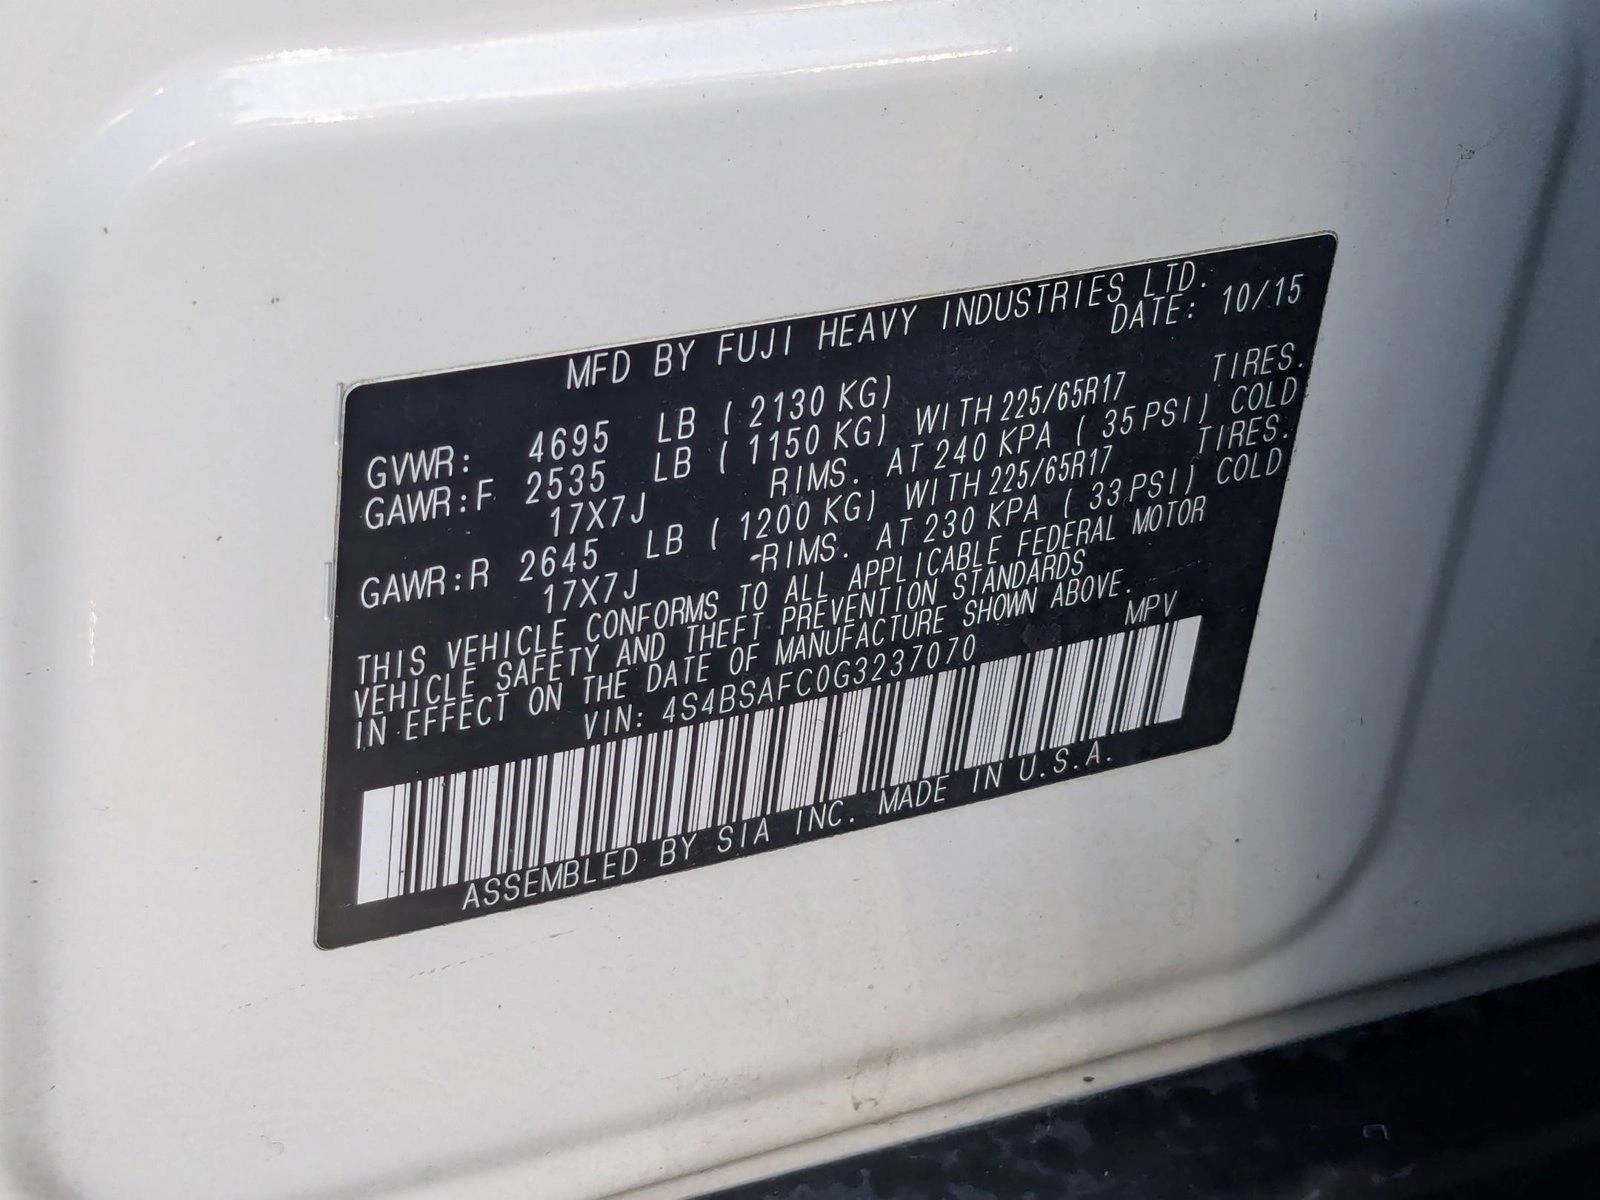 MFD BY FUJI HEAVY INDUSTRIES LTD.
DATE: 10/15
GVWR: 4695 LB ( 2130 KG)
GAWR:F 2535 LB ( 1150 KG) WITH 225/65R17 TIRES.
17X7J RIMS. AT 240 KPA ( 35 PSI) COLD
GAWR:R 2645 LB ( 1200 KG) WITH 225/65R17 TIRES.
17X7J RIMS. AT 230 KPA ( 33 PSI) COLD
THIS VEHICLE CONFORMS TO ALL APPLICABLE FEDERAL MOTOR
VEHICLE SAFETY AND THEFT PREVENTION STANDARDS
IN EFFECT ON THE DATE OF MANUFACTURE SHOWN ABOVE.
VIN: 4S4BSAFC0G3237070 MPV
ASSEMBLED BY SIA INC. MADE IN U.S.A.